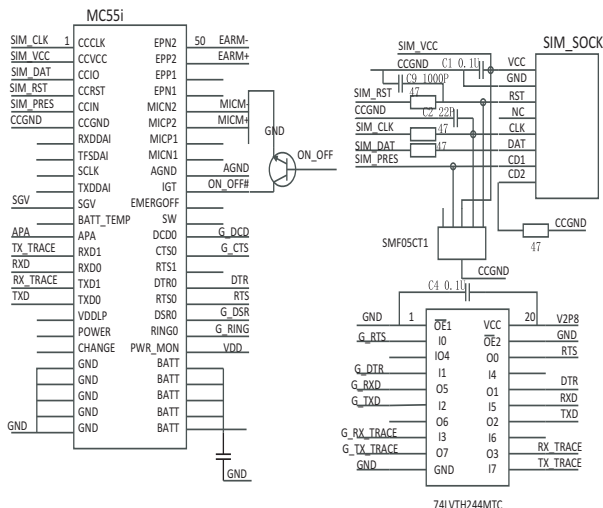 MC55i
SIM_CLK 1 CCCLK EPN2 50 EARM-
SIM_VCC CCVCC EPP2 EARM+
SIM_DAT CCIO EPP1
SIM_RST CCRST EPN1
SIM_PRES CCIN MICN2 MICM-
CCGND CCGND MICP2 MICM+
RXDDAI MICP1
TFSDAI MICN1
SCLK AGND AGND
TXDDAI IGT ON_OFF#
SGV SGV EMERGOFF
BATT_TEMP SW
APA APA DCD0 G_DCD
TX_TRACE RXD1 CTS0 G_CTS
RXD RXD0 RTS1
RX_TRACE TXD1 DTR0 DTR
TXD TXD0 RTS0 RTS
VDDLP DSR0 G_DSR
POWER RING0 G_RING
CHANGE PWR_MON VDD
GND BATT
GND BATT
GND BATT
GND BATT
GND GND BATT
GND
GND
ON_OFF
SIM_SOCK
SIM_VCC
CCGND C1 0.1U VCC
C9 1000P GND
SIM_RST 47 RST
CCGND C2 22P NC
SIM_CLK 47 CLK
SIM_DAT 47 DAT
SIM_PRES CD1
CD2
CCGND
47
SMF05CT1
CCGND
C4 0.1U
GND 1 OE1 VCC 20 V2P8
G_RTS I0 OE2 GND
IO4 O0 RTS
G_DTR I1 I4
G_RXD O5 O1 DTR
G_TXD I2 I5 RXD
O6 O2 TXD
G_RX_TRACE I3 I6
G_TX_TRACE O7 O3 RX_TRACE
GND GND I7 TX_TRACE
74LVTH244MTC